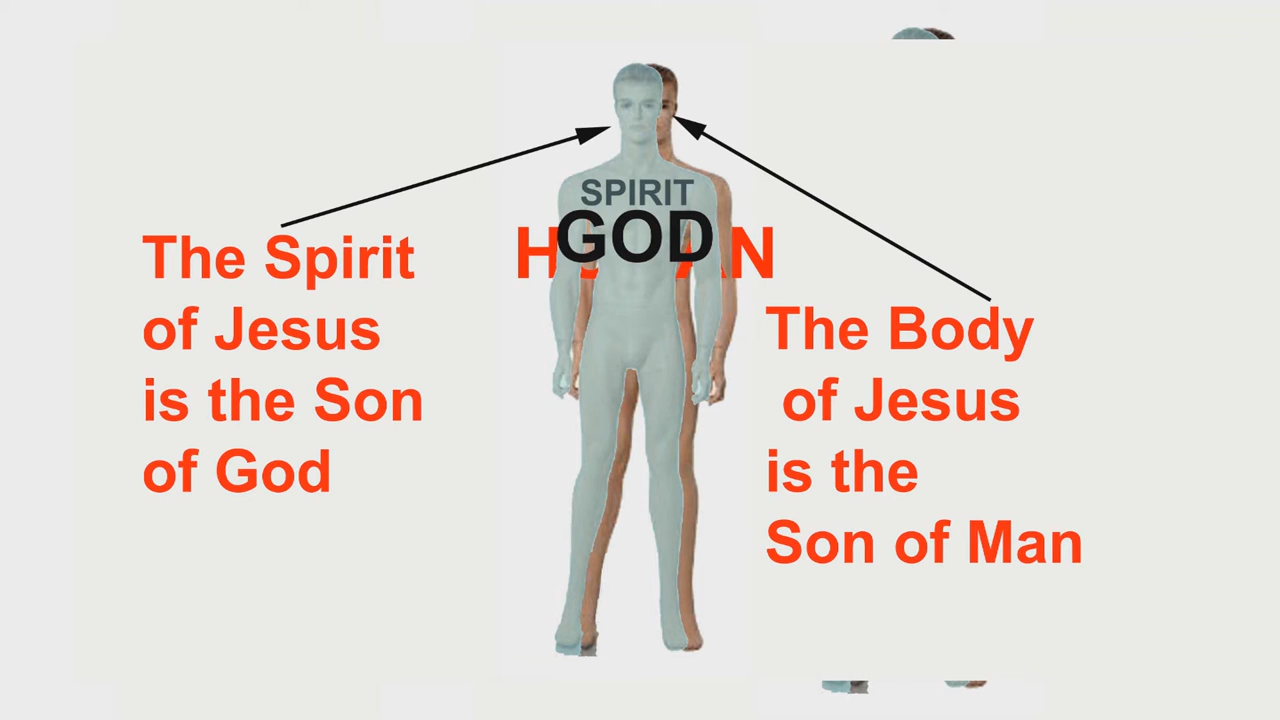 SPIRIT
GOD
The Spirit
of Jesus
is the Son
of God
The Body
of Jesus
is the
Son of Man